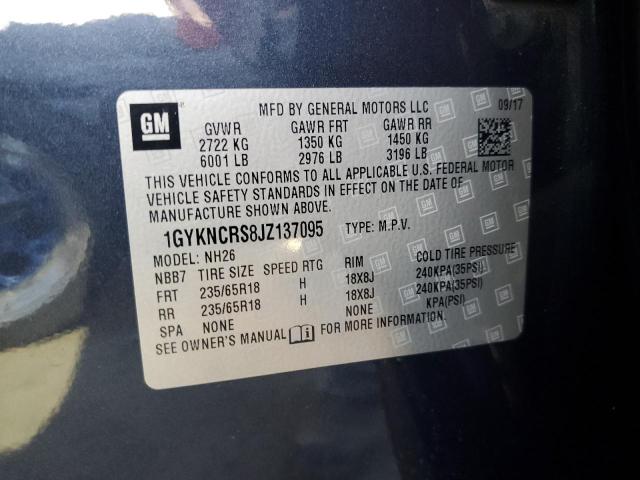 GM
MFD BY GENERAL MOTORS LLC 09/17
GVWR GAWR FRT GAWR RR
2722 KG 1350 KG 1450 KG
6001 LB 2976 LB 3196 LB
THIS VEHICLE CONFORMS TO ALL APPLICABLE U.S. FEDERAL MOTOR
VEHICLE SAFETY STANDARDS IN EFFECT ON THE DATE OF
MANUFACTURE SHOWN ABOVE.
1GYKNCRS8JZ137095 TYPE: M.P.V.
MODEL: NH26
NBB7 TIRE SIZE SPEED RTG RIM COLD TIRE PRESSURE
FRT 235/65R18 H 18X8J 240KPA(35PSI)
RR 235/65R18 H 18X8J 240KPA(35PSI)
SPA NONE NONE KPA(PSI)
SEE OWNER'S MANUAL FOR MORE INFORMATION.